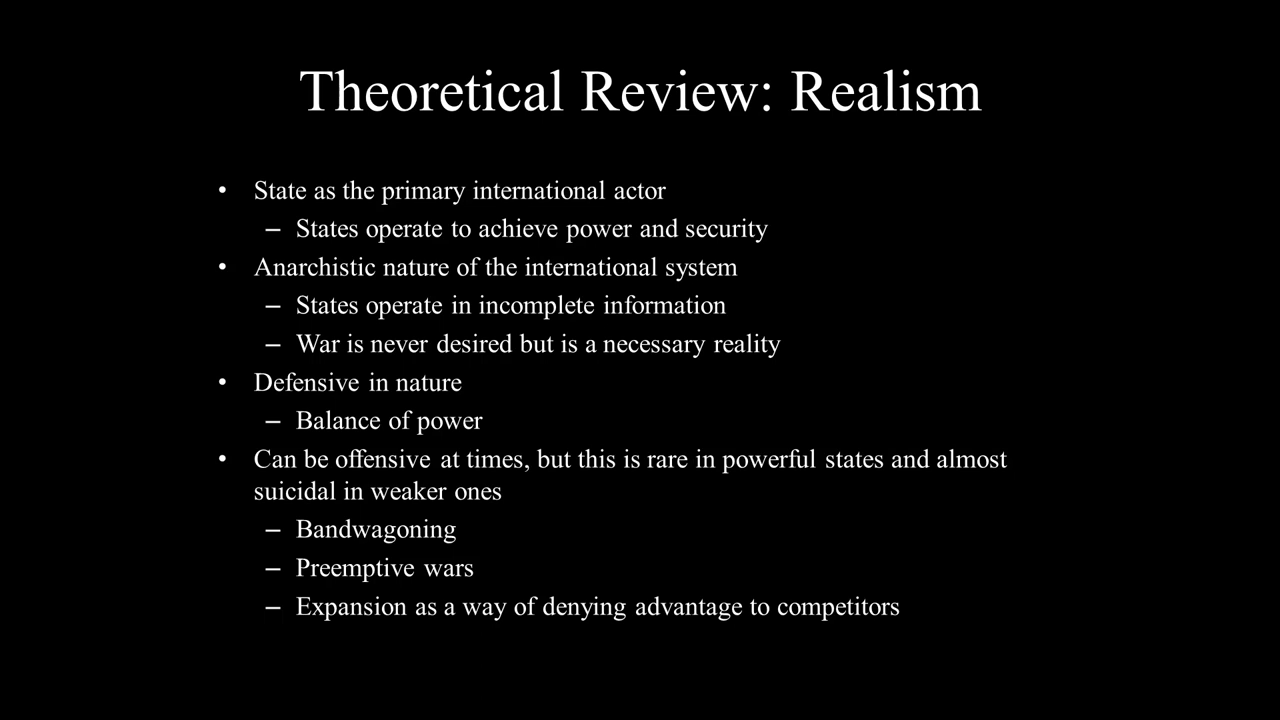 Theoretical Review: Realism
• State as the primary international actor
– States operate to achieve power and security
• Anarchistic nature of the international system
– States operate in incomplete information
– War is never desired but is a necessary reality
• Defensive in nature
– Balance of power
• Can be offensive at times, but this is rare in powerful states and almost
suicidal in weaker ones
– Bandwagoning
– Preemptive wars
– Expansion as a way of denying advantage to competitors